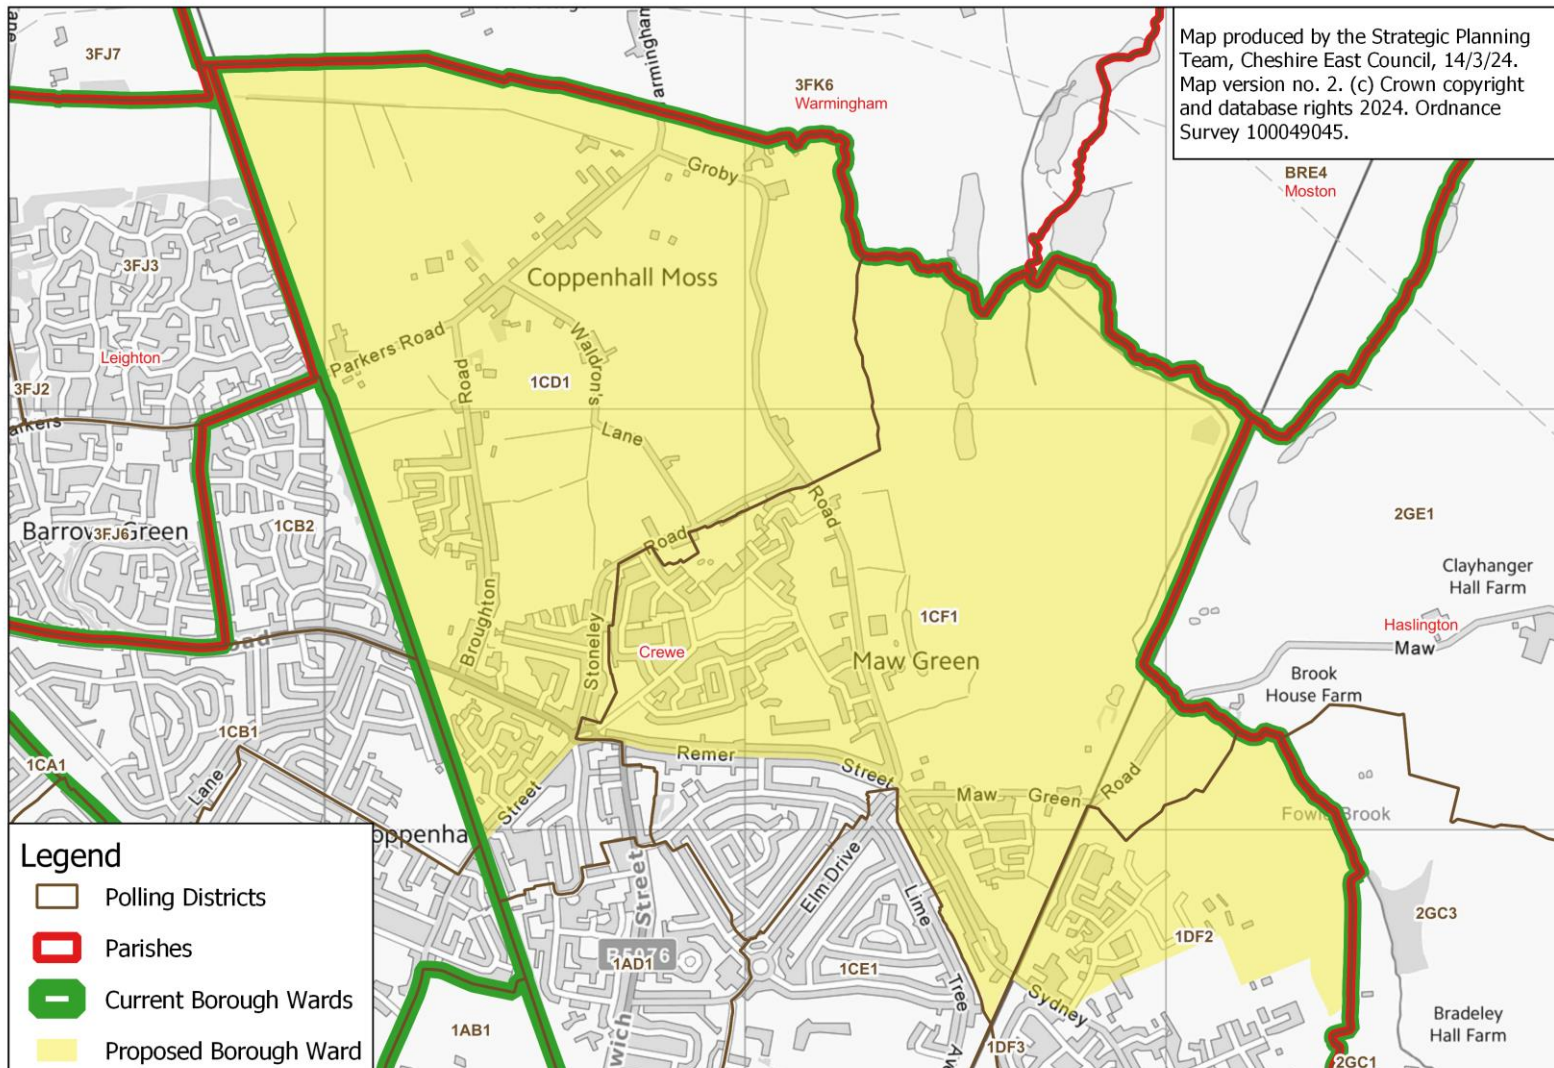 Map produced by the Strategic Planning
Team, Cheshire East Council, 14/3/24.
Map version no. 2. (c) Crown copyright
and database rights 2024. Ordnance
Survey 100049045.
3FJ7
3FK6
Warmingham
BRE4
Moston
Groby
3FJ3
Coppenhall Moss
Leighton
Parkers Road
Waldron's
3FJ2
Road
1CD1
Lane
Road
Road
1CB2
Barrows Green
3FJ6
2GE1
Clayhanger
Hall Farm
Broughton
Stoneley
1CF1
Crewe
Maw Green
Haslington
Maw
Brook
House Farm
1CB1
Remer
Street
1CA1
Lane
Street
Maw Green
Road
Fowle Brook
Elm Drive
Lime
Tree
2GC3
B5076
Street
1AD1
1CE1
1DF2
Sydney
1AB1
1DF3
Bradeley
Hall Farm
2GC1
Legend
Polling Districts
Parishes
Current Borough Wards
Proposed Borough Ward